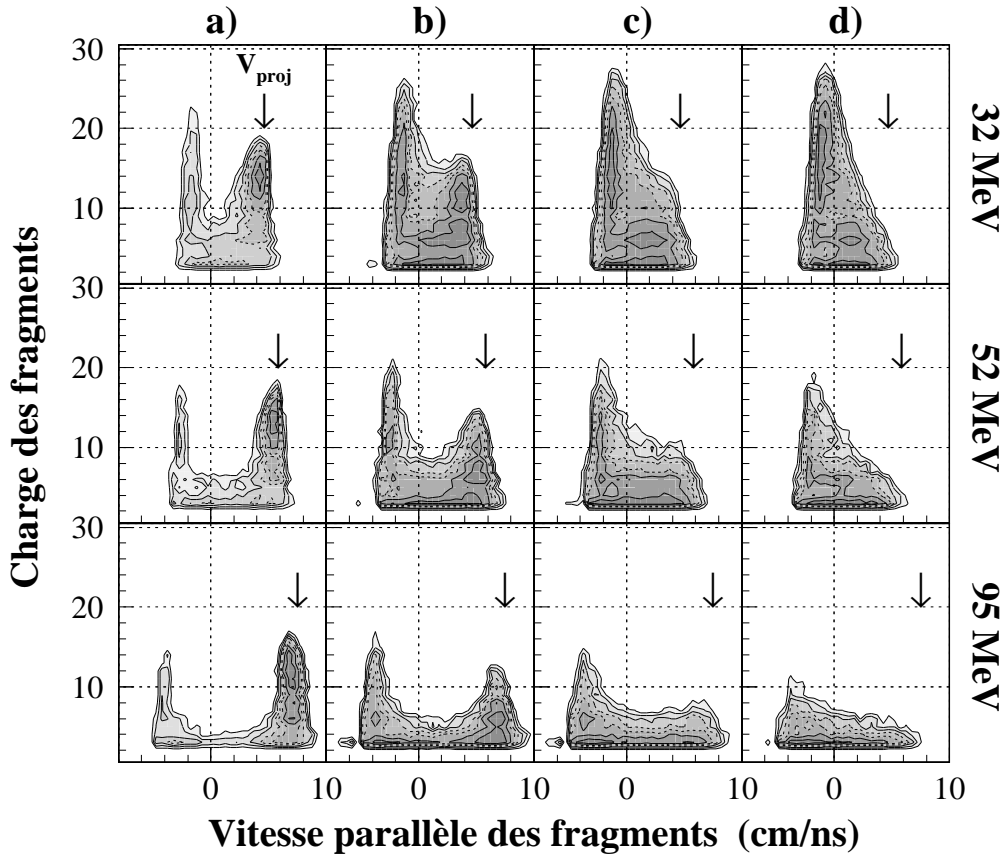 a) b) c) d)
30
V_proj
20
10
32 MeV
30
20
10
52 MeV
30
20
10
95 MeV
0 10 0 10 0 10 0 10
Charge des fragments
Vitesse parallèle des fragments (cm/ns)